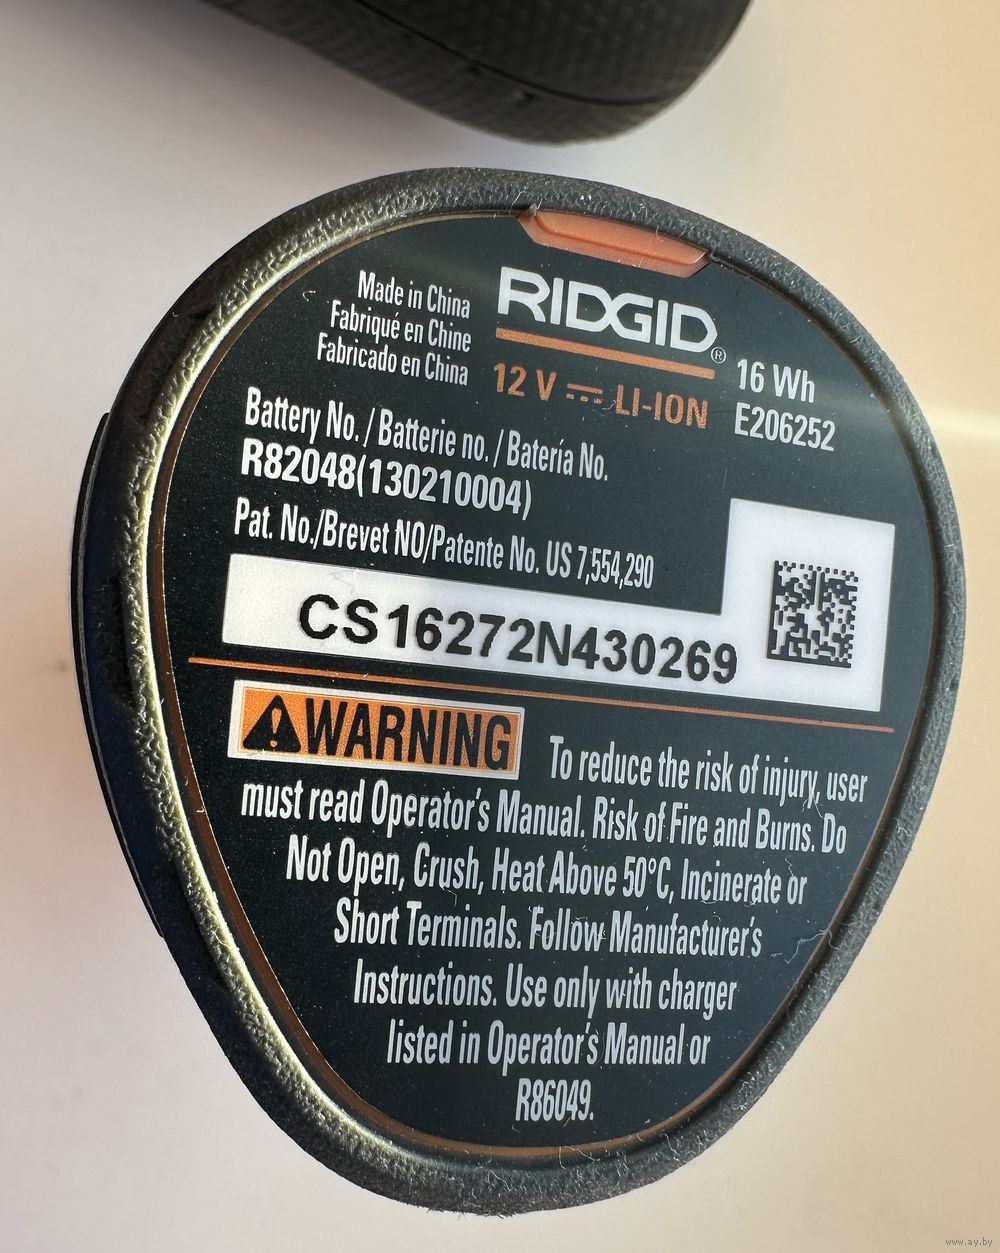 Made in China
Fabriqué en Chine
Fabricado en China
RIDGID®
12 V ⎓ LI-ION
16 Wh
E206252
Battery No. / Batterie no. / Batería No.
R82048(130210004)
Pat. No./Brevet NO/Patente No. US 7,554,290
CS16272N430269
WARNING
To reduce the risk of injury, user
must read Operator's Manual. Risk of Fire and Burns. Do
Not Open, Crush, Heat Above 50°C, Incinerate or
Short Terminals. Follow Manufacturer's
Instructions. Use only with charger
listed in Operator's Manual or
R86049.
www.ay.by